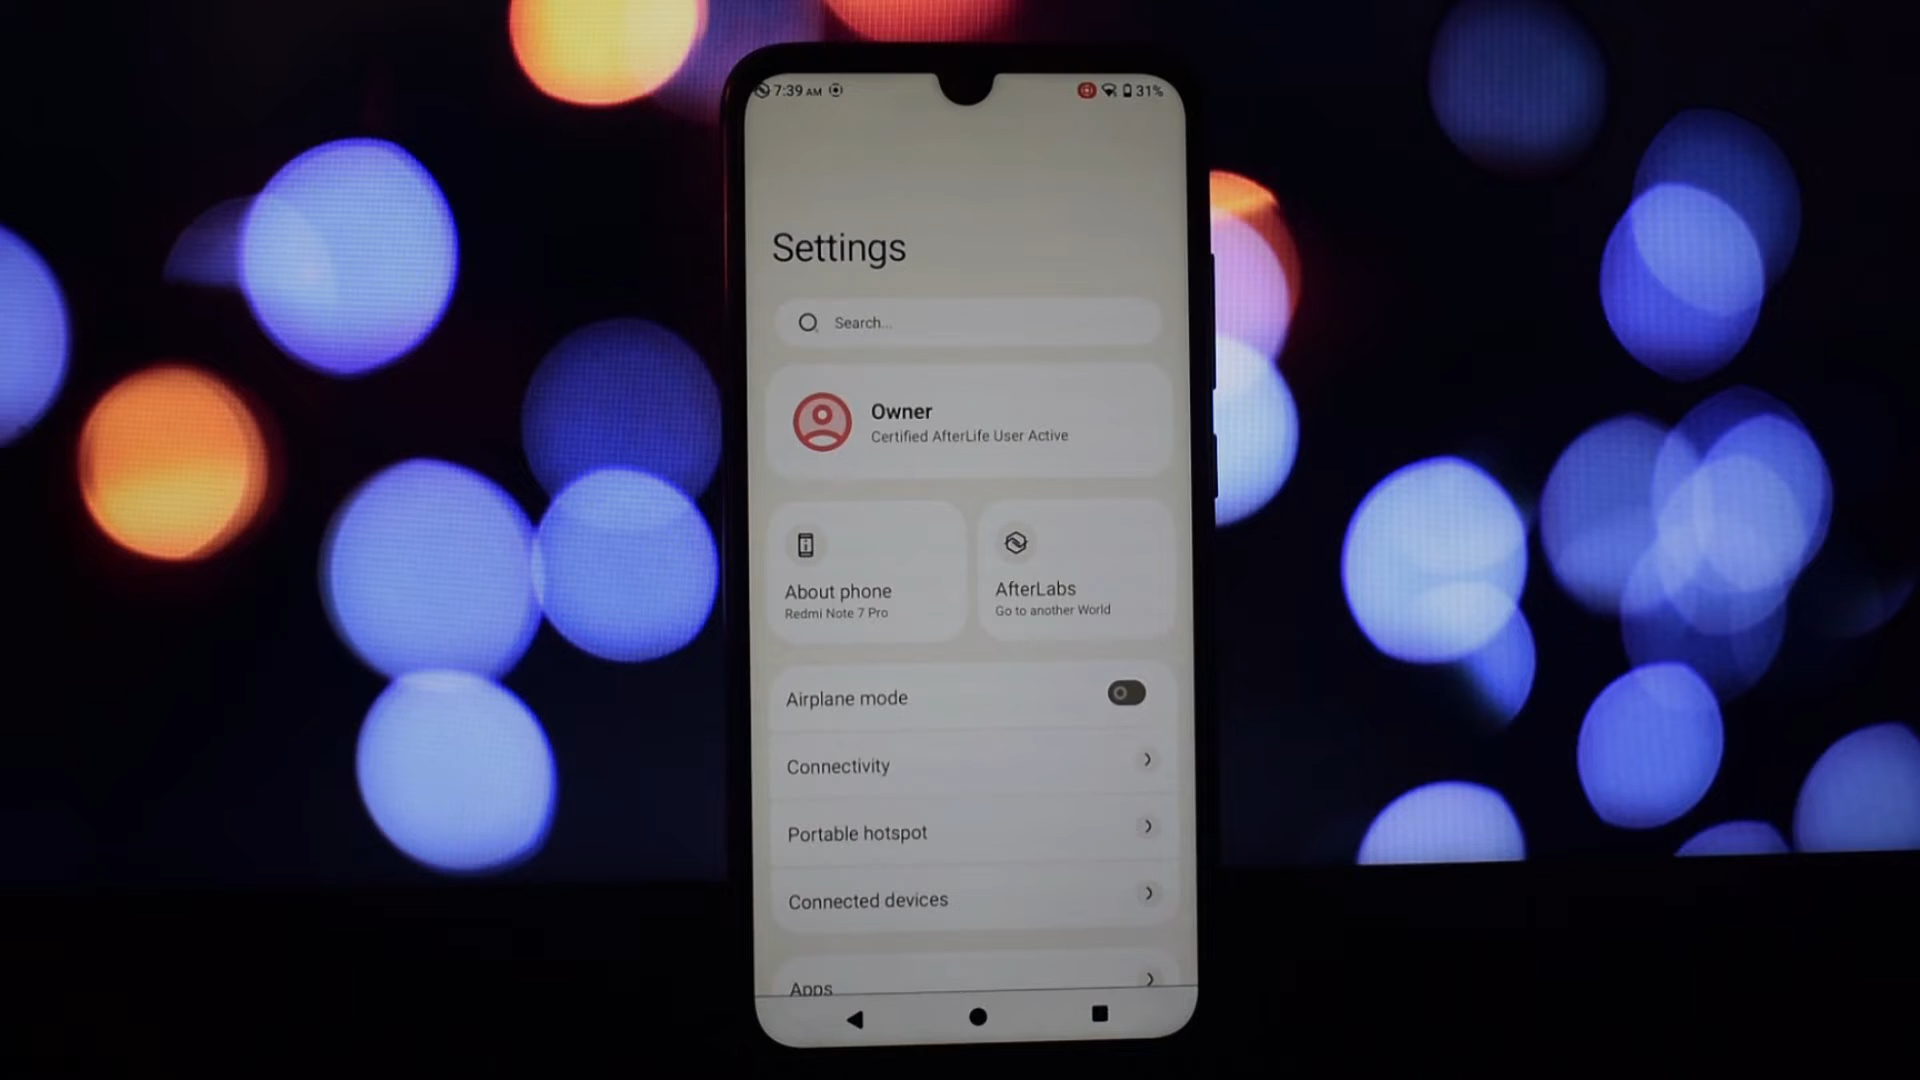 7:39 AM 31%
Settings
Search...
Owner
Certified AfterLife User Active
About phone
Redmi Note 7 Pro
AfterLabs
Go to another World
Airplane mode
Connectivity
Portable hotspot
Connected devices
Apps